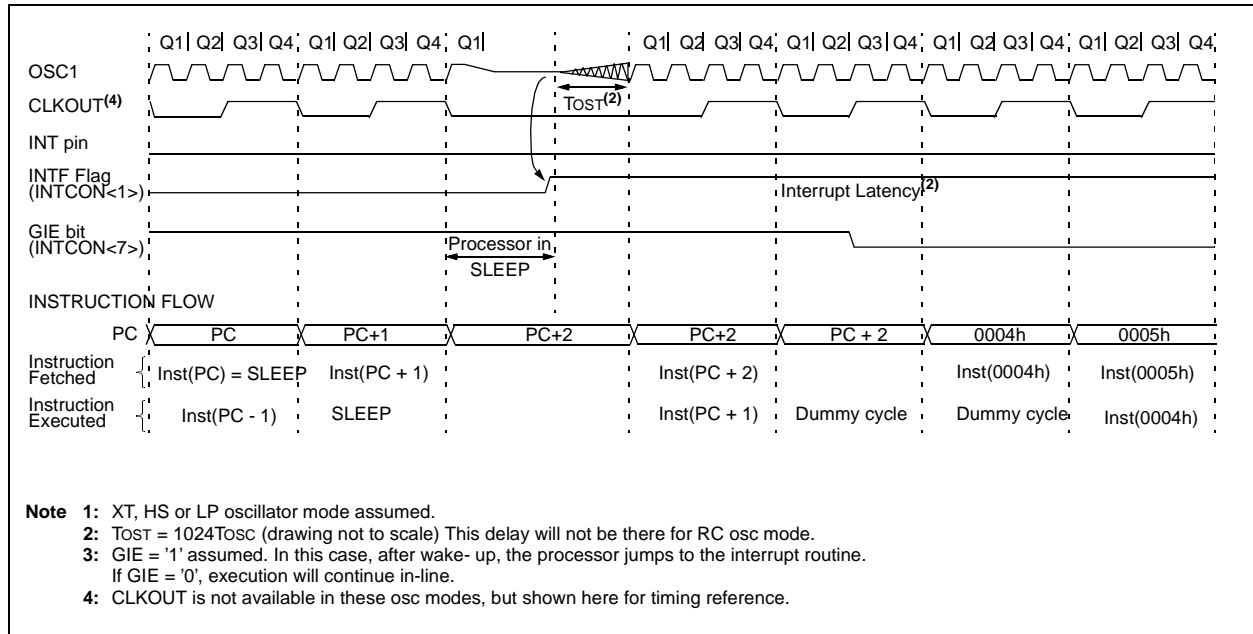 Q1 Q2 Q3 Q4 Q1 Q2 Q3 Q4 Q1 Q1 Q2 Q3 Q4 Q1 Q2 Q3 Q4 Q1 Q2 Q3 Q4 Q1 Q2 Q3 Q4
OSC1
CLKOUT(4) TOST(2)
INT pin
INTF Flag
(INTCON<1>) Interrupt Latency(2)
GIE bit
(INTCON<7>)
Processor in
SLEEP
INSTRUCTION FLOW
PC PC PC+1 PC+2 PC+2 PC + 2 0004h 0005h
Instruction
Fetched Inst(PC) = SLEEP Inst(PC + 1) Inst(PC + 2) Inst(0004h) Inst(0005h)
Instruction
Executed Inst(PC - 1) SLEEP Inst(PC + 1) Dummy cycle Dummy cycle Inst(0004h)
Note 1: XT, HS or LP oscillator mode assumed.
2: TOST = 1024TOSC (drawing not to scale) This delay will not be there for RC osc mode.
3: GIE = '1' assumed. In this case, after wake- up, the processor jumps to the interrupt routine.
If GIE = '0', execution will continue in-line.
4: CLKOUT is not available in these osc modes, but shown here for timing reference.